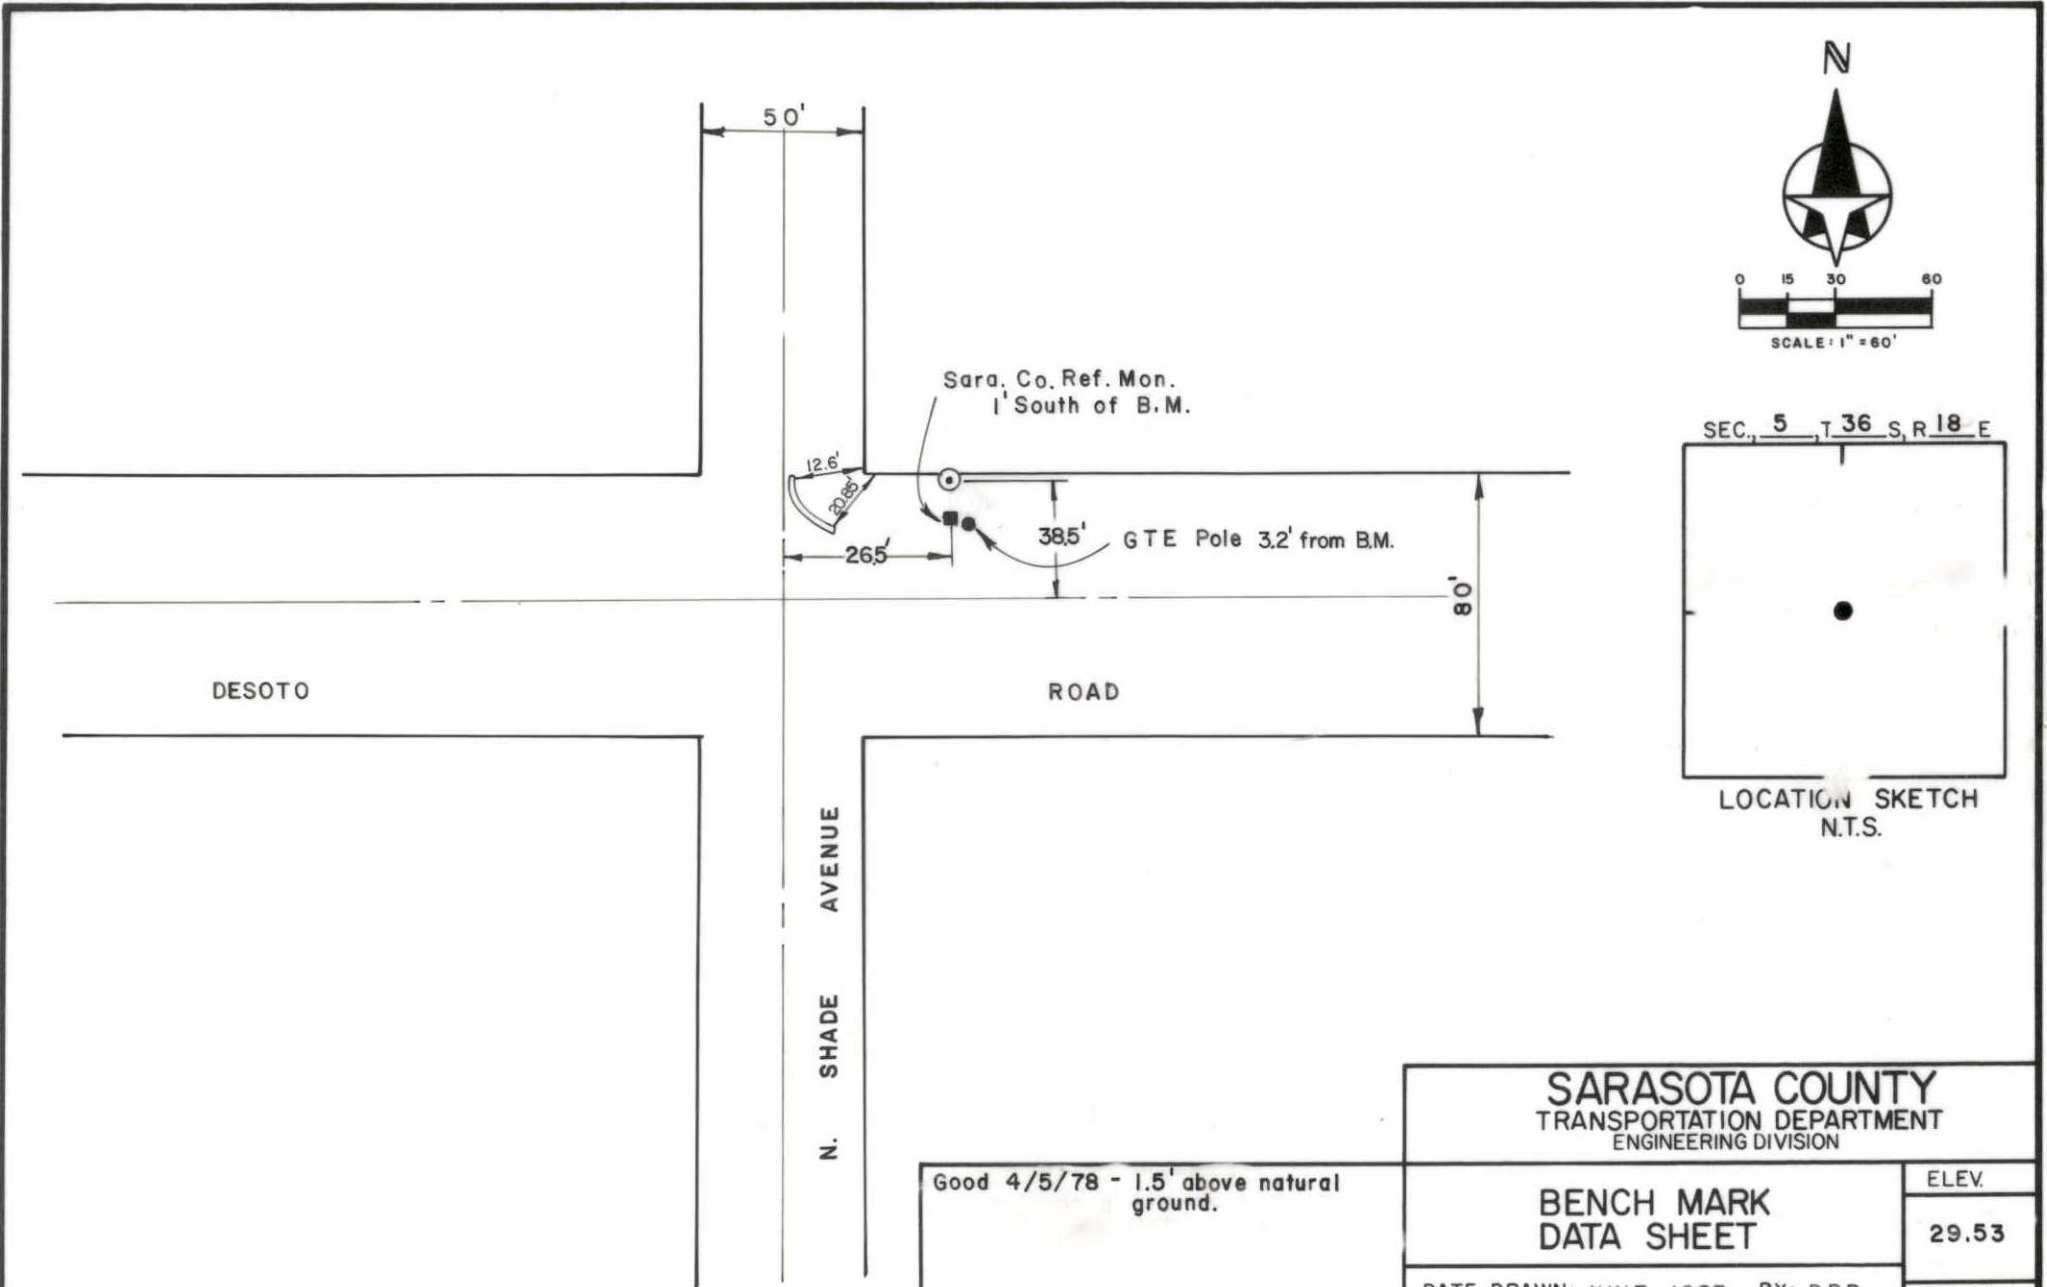 N
50'
0 15 30 60
SCALE: 1" = 60'
Sara. Co. Ref. Mon.
1' South of B.M.
SEC., 5 , T 36 S, R 18 E
12.6'
20.85'
38.5'
GTE Pole 3.2' from B.M.
26.5'
80'
DESOTO ROAD
LOCATION SKETCH
N.T.S.
N. SHADE AVENUE
SARASOTA COUNTY
TRANSPORTATION DEPARTMENT
ENGINEERING DIVISION
Good 4/5/78 - 1.5' above natural
ground.
BENCH MARK
DATA SHEET
ELEV.
29.53
DATE DRAWN: